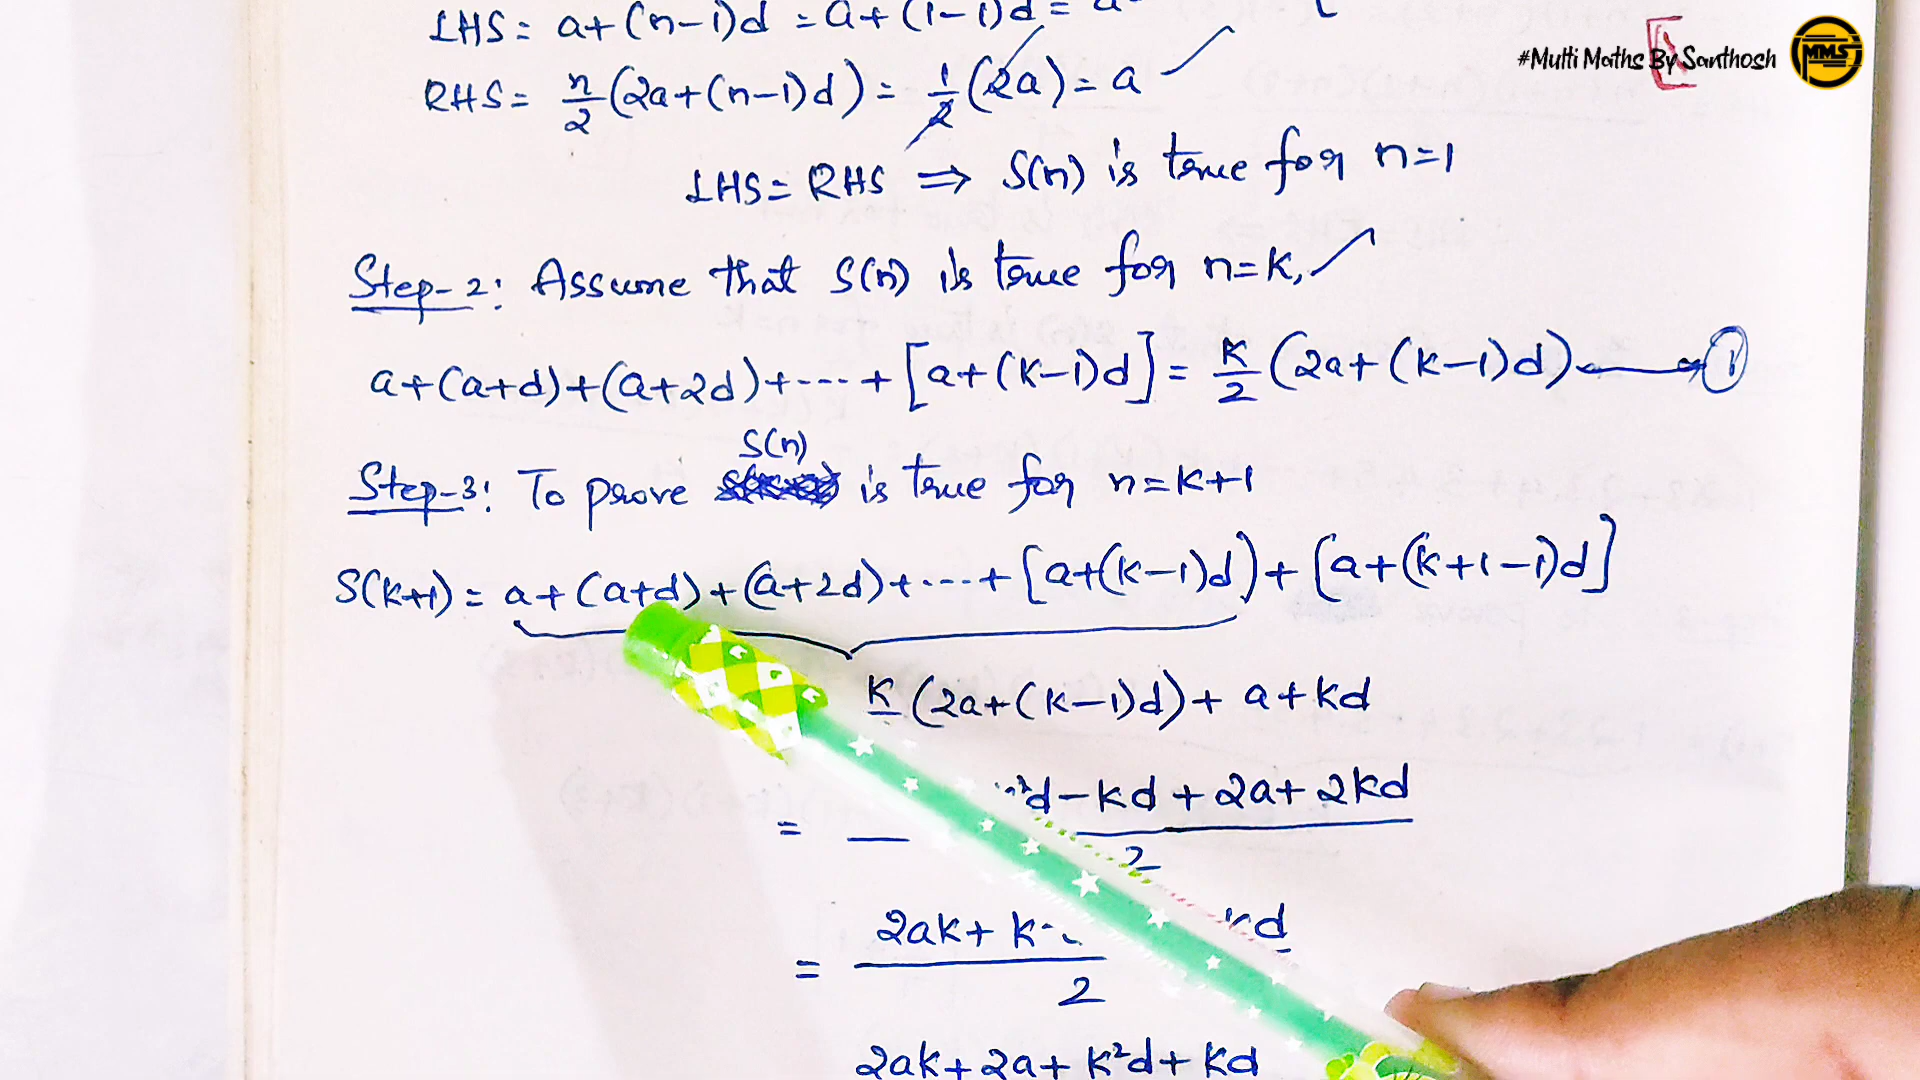 LHS = a+(n-1)d = a+(1-1)d = a
#Multi Maths By Santhosh MMS
RHS = n/2 (2a+(n-1)d) = 1/2 (2a) = a ✓
LHS = RHS ⇒ S(n) is true for n=1
Step-2: Assume that S(n) is true for n=k, ✓
a+(a+d)+(a+2d)+----+[a+(k-1)d] = k/2 (2a+(k-1)d) ①
Step-3: To prove S(n) is true for n=k+1
S(k+1) = a+(a+d)+(a+2d)+----+[a+(k-1)d)+[a+(k+1-1)d]
k (2a+(k-1)d)+ a+kd
= d-kd+2a+2kd
2
= 2ak+ k kd
2
2ak+2a+k²d+kd